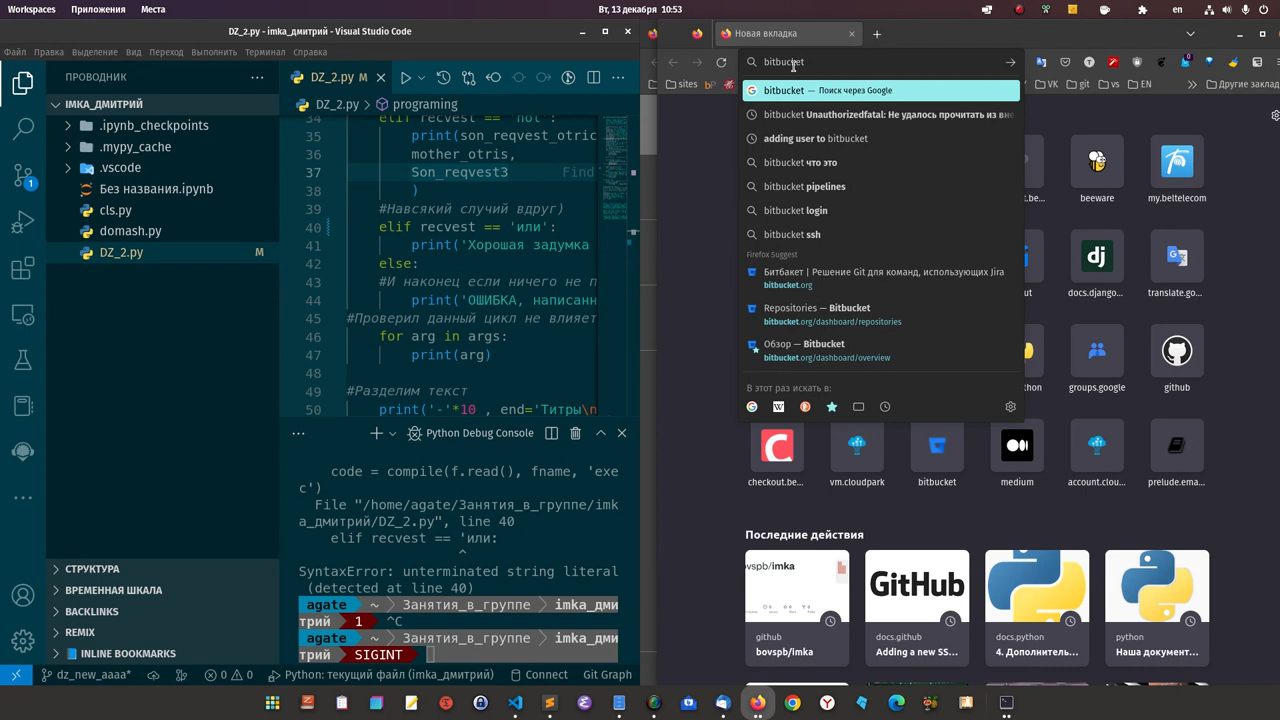 Workspaces Приложения Места
Вт, 13 декабря 10:53
en
DZ_2.py - imka_дмитрий - Visual Studio Code
Файл Правка Выделение Вид Переход Выполнить Терминал Справка
ПРОВОДНИК
IМКА_ДМИТРИЙ
.ipynb_checkpoints
.mypy_cache
.vscode
Без названия.ipynb
cls.py
domash.py
DZ_2.py M
СТРУКТУРА
ВРЕМЕННАЯ ШКАЛА
BACKLINKS
REMIX
INLINE BOOKMARKS
DZ_2.py M
DZ_2.py programing
34 elif recvest == 'нol':
35 print(son_reqvest_otric
36 mother_otris,
37 Son_reqvest3 Find
38 )
39 #Навсякий случий вдруг)
40 elif recvest == 'или':
41 print('Хорошая задумка
42 else:
43 #И наконец если ничего не п
44 print('ОШИБКА, написанн
45 #Проверил данный цикл не влияет
46 for arg in args:
47 print(arg)
48
49 #Разделим текст
50 print('-'*10 , end='Титры\n
Python Debug Console
code = compile(f.read(), fname, 'exe
c')
File "/home/agate/Занятия_в_группе/imk
a_дмитрий/DZ_2.py", line 40
elif recvest == 'или:
^
SyntaxError: unterminated string literal
(detected at line 40)
agate ~ Занятия_в_группе imka_дми
трий 1 ^C
agate ~ Занятия_в_группе imka_дми
трий SIGINT
dz_new_aaaa* 0 0 Python: текущий файл (imka_дмитрий) Connect Git Graph
Новая вкладка
bitbucket
sites bP git vs EN Другие закладк
bitbucket — Поиск через Google
bitbucket Unauthorizedfatal: Не удалось прочитать из вне
adding user to bitbucket
bitbucket что это
bitbucket pipelines
bitbucket login
bitbucket ssh
Firefox Suggest
Битбакет | Решение Git для команд, использующих Jira
bitbucket.org
Repositories — Bitbucket
bitbucket.org/dashboard/repositories
Обзор — Bitbucket
bitbucket.org/dashboard/overview
В этот раз искать в:
beeware my.beltelecom
docs.django... translate.go...
groups.google github
checkout.be... vm.cloudpark bitbucket medium account.clou... prelude.ema...
Последние действия
bovspb/imka
GitHub
github
bovspb/imka
docs.github
Adding a new SS...
docs.python
4. Дополнитель...
python
Наша документ...